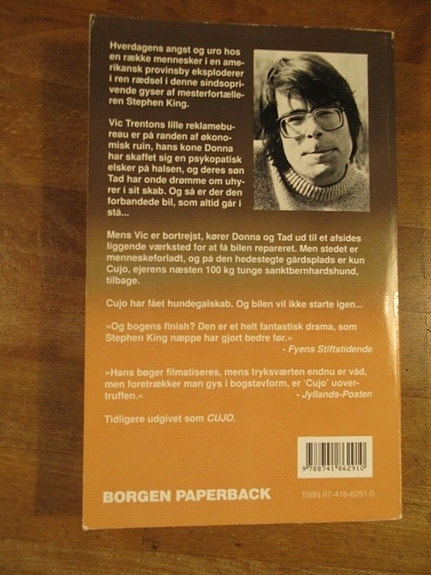 Hverdagens angst og uro hos
en række mennesker i en ame-
rikansk provinsby eksploderer
i ren rædsel i denne sindsopri-
vende gyser af mesterfortælle-
ren Stephen King.
Vic Trentons lille reklamebu-
reau er på randen af økono-
misk ruin, hans kone Donna
har skaffet sig en psykopatisk
elsker på halsen, og deres søn
Tad har onde drømme om uhy-
rer i sit skab. Og så er der den
forbandede bil, som altid går i
stå...
Mens Vic er bortrejst, kører Donna og Tad ud til et afsides
liggende værksted for at få bilen repareret. Men stedet er
menneskeforladt, og på den hedestegte gårdsplads er kun
Cujo, ejerens næsten 100 kg tunge sanktbernhardshund,
tilbage.
Cujo har fået hundegalskab. Og bilen vil ikke starte igen...
»Og bogens finish? Den er et helt fantastisk drama, som
Stephen King næppe har gjort bedre før.»
- Fyens Stiftstidende
»Hans bøger filmatiseres, mens tryksværten endnu er våd,
men foretrækker man gys i bogstavform, er 'Cujo' uover-
truffen.»
- Jyllands-Posten
Tidligere udgivet som CUJO.
9 788741 862910
BORGEN PAPERBACK
ISBN 87-418-6291-0